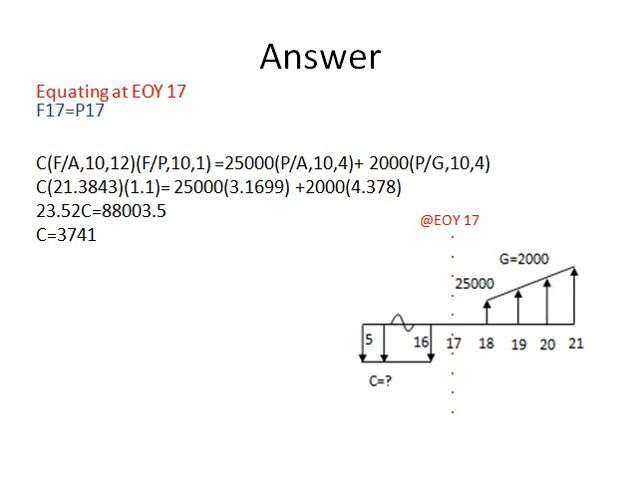 Answer
Equating at EOY 17
F17=P17
C(F/A,10,12)(F/P,10,1) =25000(P/A,10,4)+ 2000(P/G,10,4)
C(21.3843)(1.1)= 25000(3.1699) +2000(4.378)
23.52C=88003.5
C=3741
@EOY 17
G=2000
25000
5 16 17 18 19 20 21
C=?